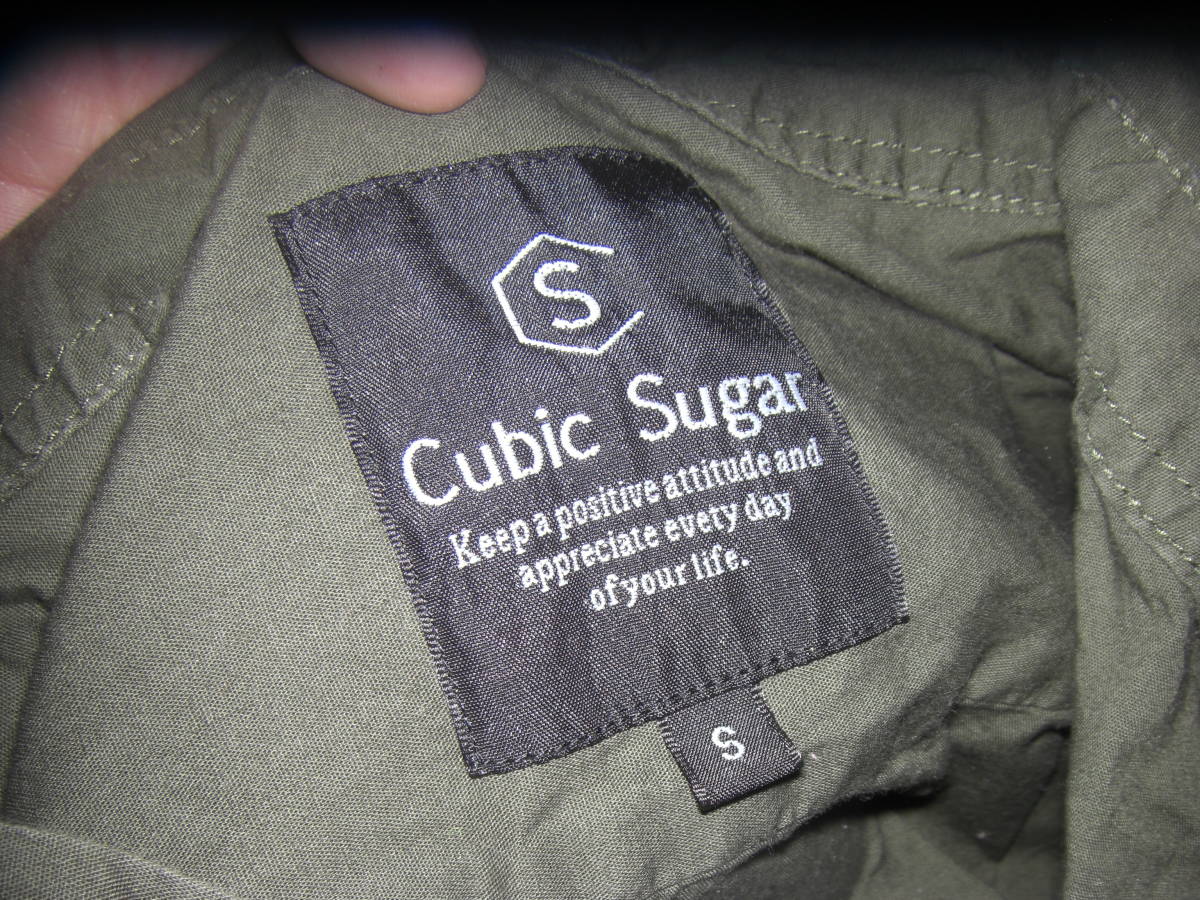 S
Cubic Sugar
Keep a positive attitude and
appreciate every day
of your life.
S